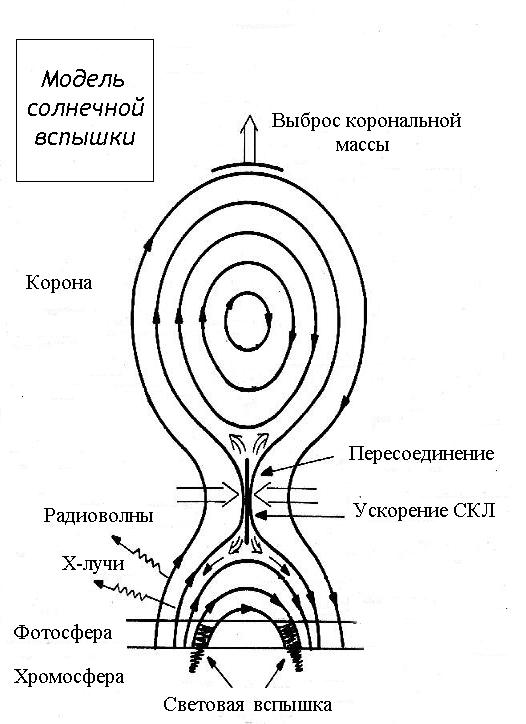 Модель
солнечной
вспышки
Выброс корональной
массы
Корона
Пересоединение
Ускорение СКЛ
Радиоволны
Х-лучи
Фотосфера
Хромосфера
Световая вспышка